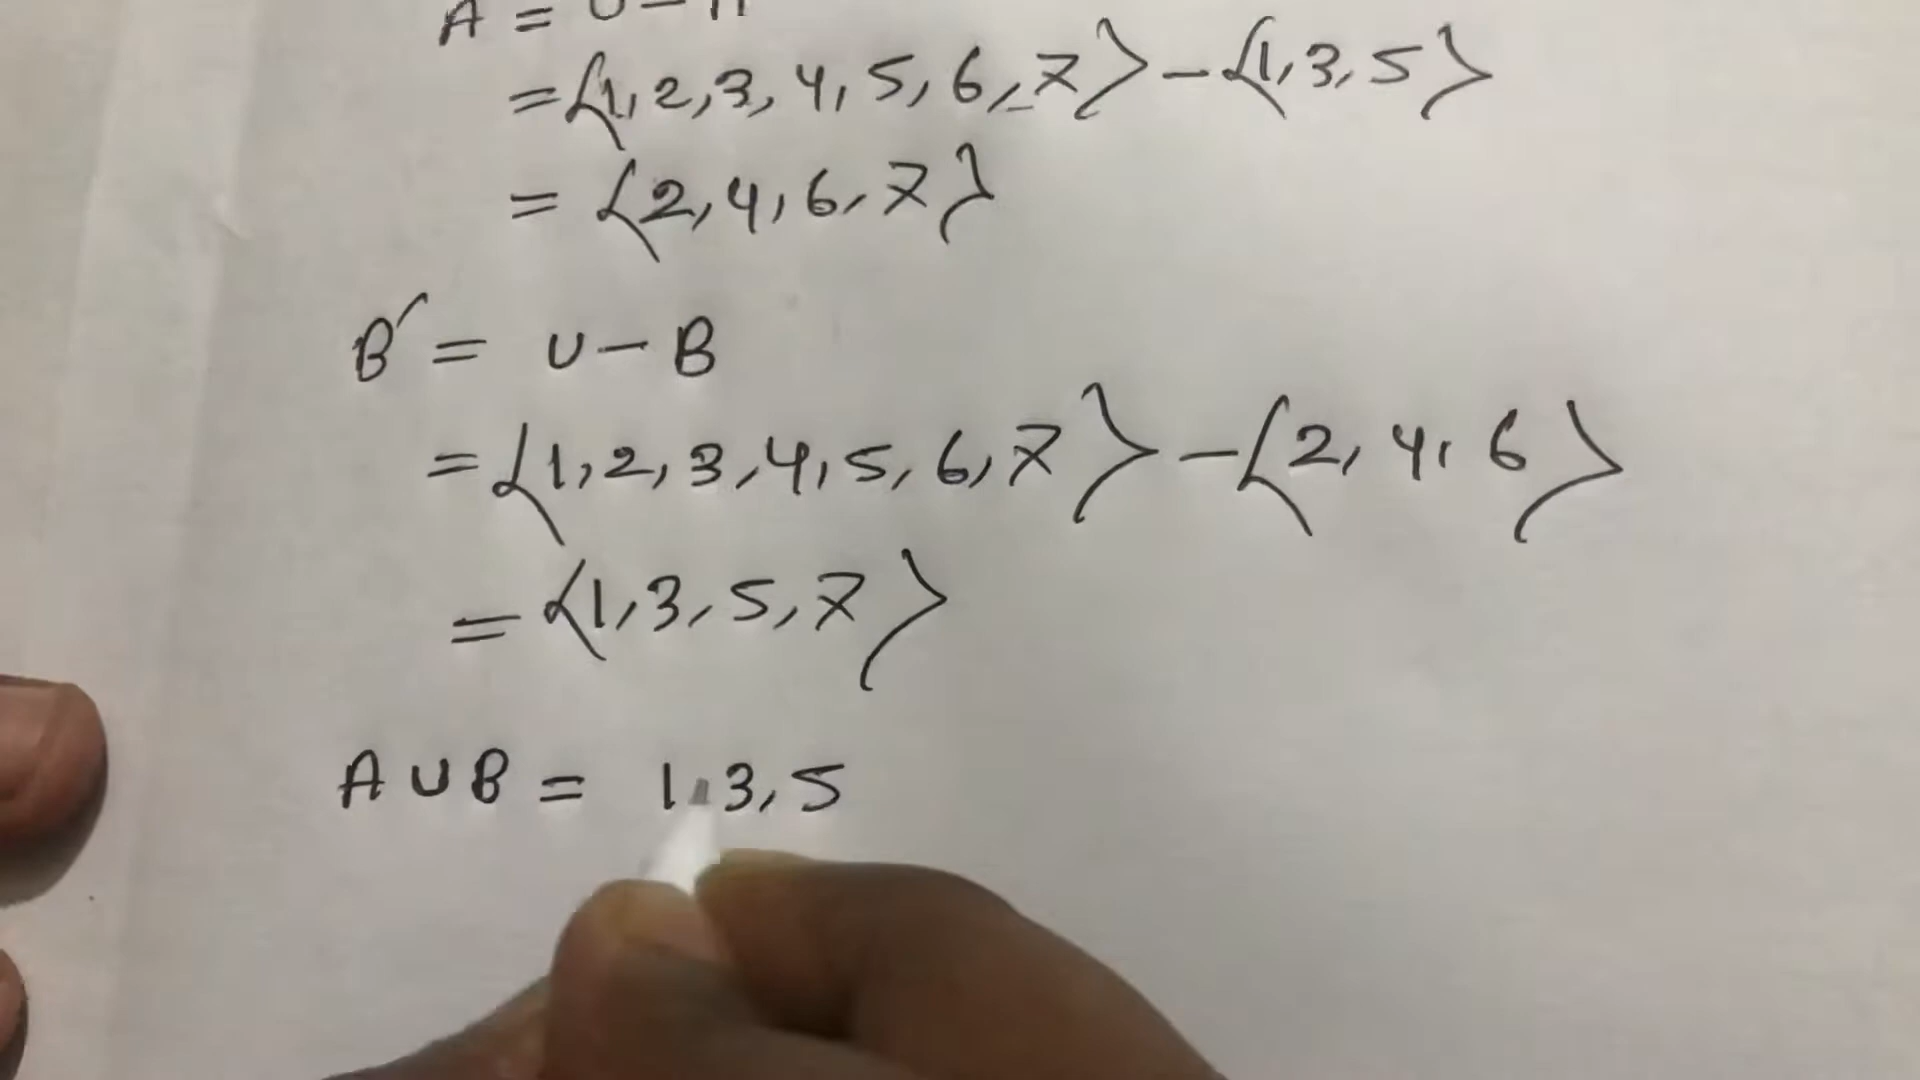 A = U - A
= {1, 2, 3, 4, 5, 6, 7} - {1, 3, 5}
= {2, 4, 6, 7}
B' = U - B
= {1, 2, 3, 4, 5, 6, 7} - {2, 4, 6}
= {1, 3, 5, 7}
A U B = 1, 3, 5